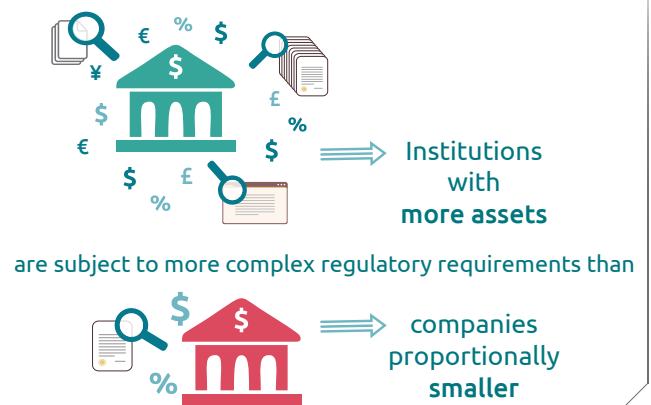 € % $
¥ $
$ £
%
€ $
$ £
%
Institutions
with
more assets
are subject to more complex regulatory requirements than
$ $
%
companies
proportionally
smaller